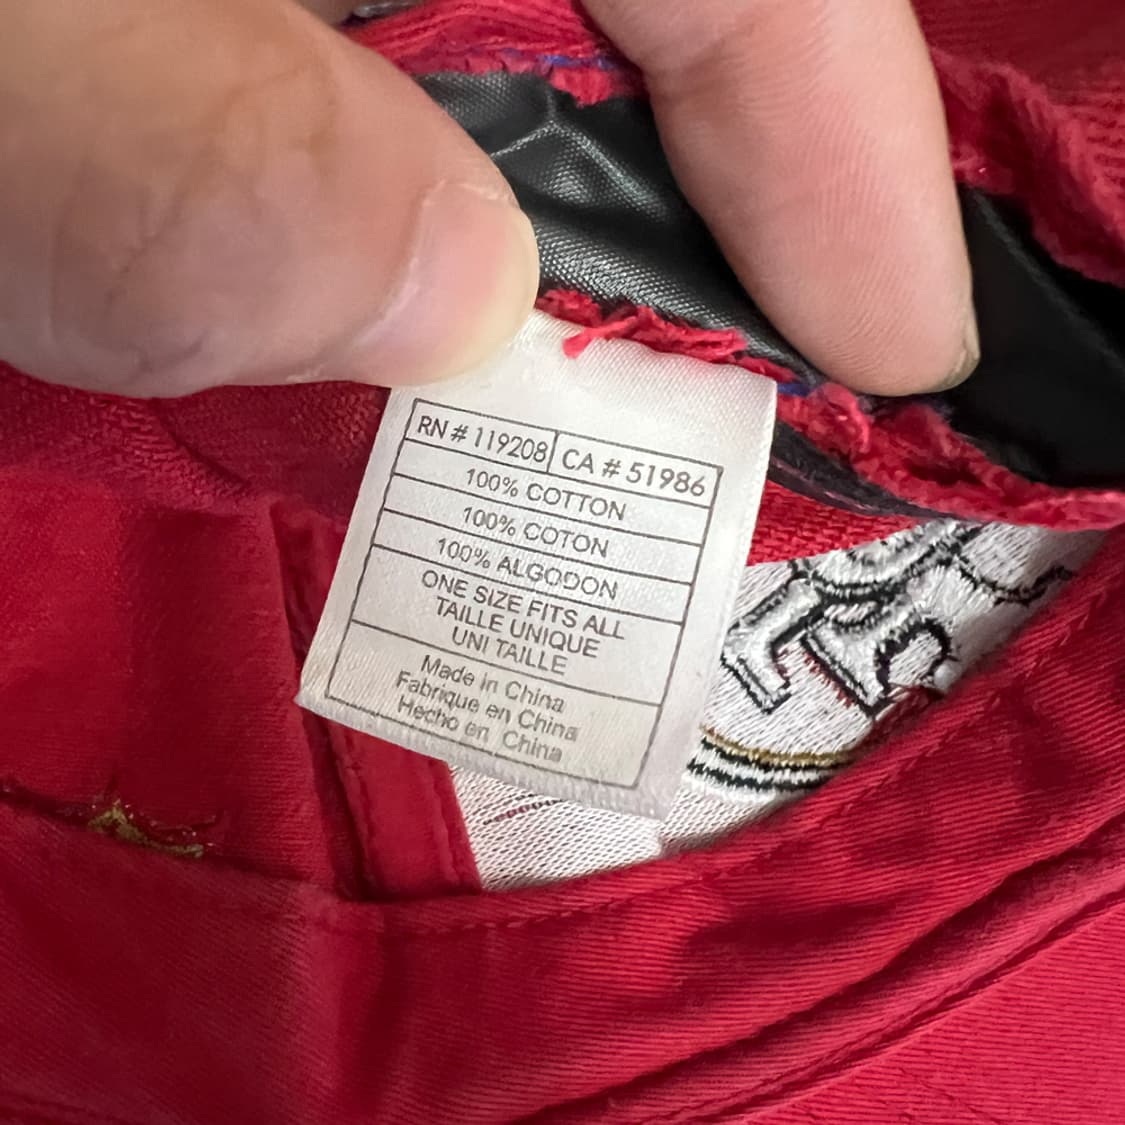 RN # 119208 CA # 51986
100% COTTON
100% COTON
100% ALGODON
ONE SIZE FITS ALL
TAILLE UNIQUE
UNI TAILLE
Made in China
Fabrique en China
Hecho en China